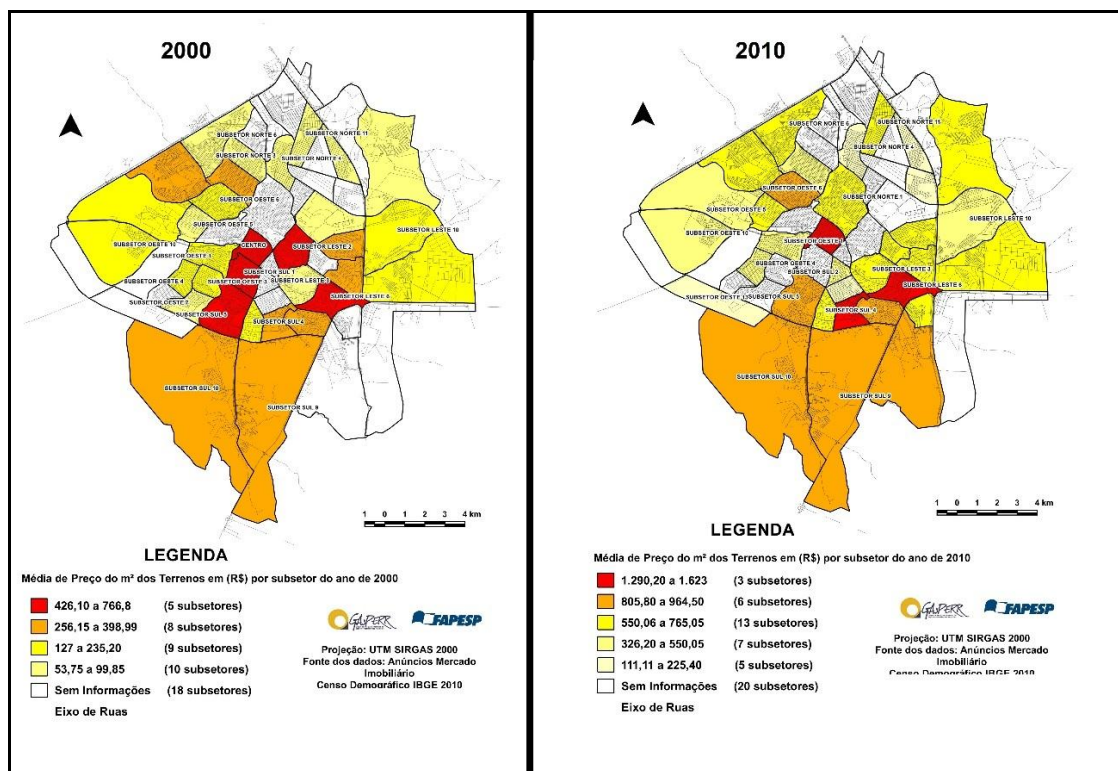 2000
SUBSETOR NORTE 6
SUBSETOR NORTE 11
SUBSETOR NORTE 3
SUBSETOR NORTE 4
SUBSETOR OESTE 6
SUBSETOR OESTE 10
CENTRO
SUBSETOR LESTE 2
SUBSETOR LESTE 10
SUBSETOR SUL 1
SUBSETOR OESTE 4
SUBSETOR OESTE 3
SUBSETOR LESTE 6
SUBSETOR SUL 5
SUBSETOR SUL 4
SUBSETOR SUL 10
SUBSETOR SUL 9
1 0 1 2 3 4 km
LEGENDA
Média de Preço do m² dos Terrenos em (R$) por subsetor do ano de 2000
426,10 a 766,8 (5 subsetores)
256,15 a 398,99 (8 subsetores)
127 a 235,20 (9 subsetores)
53,75 a 99,85 (10 subsetores)
Sem Informações (18 subsetores)
Eixo de Ruas
GAsPERR
FAPESP
Projeção: UTM SIRGAS 2000
Fonte dos dados: Anúncios Mercado
Imobiliário
Censo Demográfico IBGE 2010
2010
SUBSETOR NORTE 6
SUBSETOR NORTE 11
SUBSETOR NORTE 4
SUBSETOR OESTE 6
SUBSETOR NORTE 1
SUBSETOR OESTE 5
SUBSETOR LESTE 10
SUBSETOR OESTE 10
SUBSETOR OESTE 1
SUBSETOR OESTE 4
SUBSETOR SUL 2
SUBSETOR LESTE 3
SUBSETOR LESTE 6
SUBSETOR SUL 3
SUBSETOR SUL 6
SUBSETOR SUL 10
SUBSETOR SUL 9
1 0 1 2 3 4 km
LEGENDA
Média de Preço do m² dos Terrenos em (R$) por subsetor do ano de 2010
1.290,20 a 1.623 (3 subsetores)
805,80 a 964,50 (6 subsetores)
550,06 a 765,05 (13 subsetores)
326,20 a 550,05 (7 subsetores)
111,11 a 225,40 (5 subsetores)
Sem Informações (20 subsetores)
Eixo de Ruas
GAsPERR
FAPESP
Projeção: UTM SIRGAS 2000
Fonte dos dados: Anúncios Mercado
Imobiliário
Censo Demográfico IBGE 2010